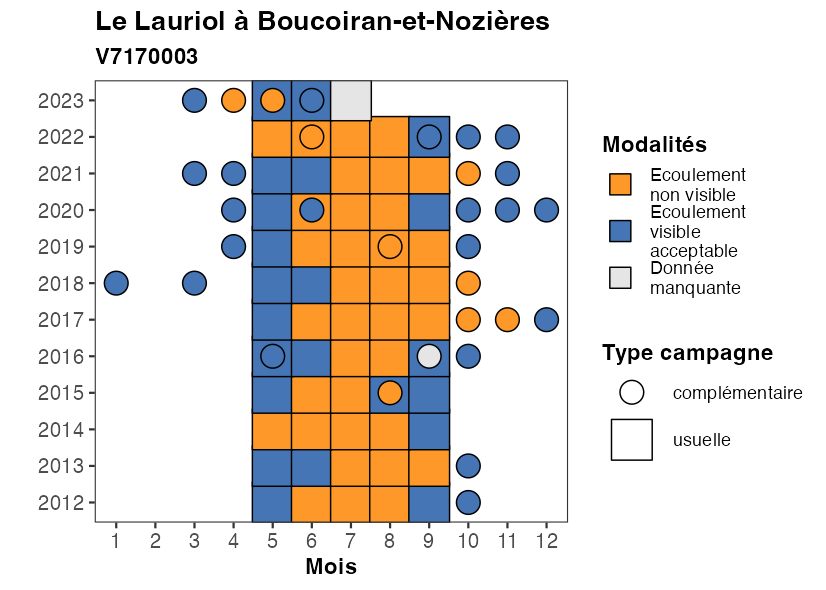 Le Lauriol à Boucoiran-et-Nozières
V7170003
2023
2022
2021
2020
2019
2018
2017
2016
2015
2014
2013
2012
1 2 3 4 5 6 7 8 9 10 11 12
Mois
Modalités
Ecoulement
non visible
Ecoulement
visible
acceptable
Donnée
manquante
Type campagne
complémentaire
usuelle